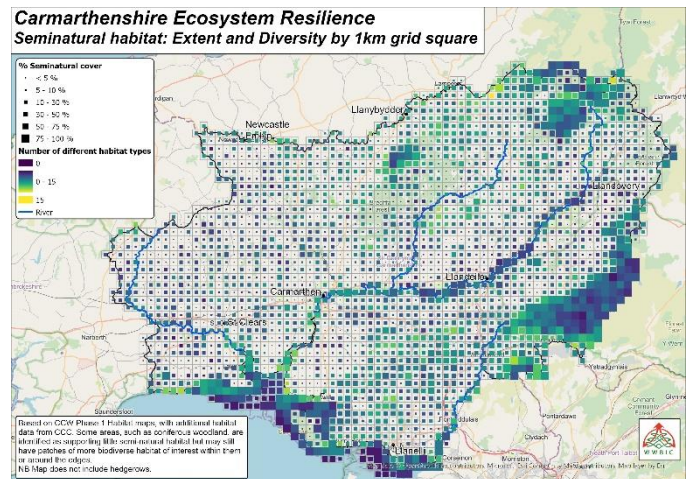 Carmarthenshire Ecosystem Resilience
Seminatural habitat: Extent and Diversity by 1km grid square
% Seminatural cover
< 5 %
5 - 10 %
10 - 30 %
30 - 50 %
50 - 75 %
75 - 100 %
Number of different habitat types
0
0 - 15
15
River
Llanybydder
Newcastle
Emlyn
Llandovery
Llandeilo
Carmarthen
St Clears
Narberth
Saundersfoot
Llanelli
Ystradgynlais
Pontardawe
Clydach
Gorseinon
Morriston
Based on CCW Phase 1 Habitat maps, with additional habitat
data from CCC. Some areas, such as coniferous woodland, are
identified as supporting little semi-natural habitat but may still
have patches of more biodiverse habitat of interest within them
or around the edges.
NB Map does not include hedgerows.
WWBIC